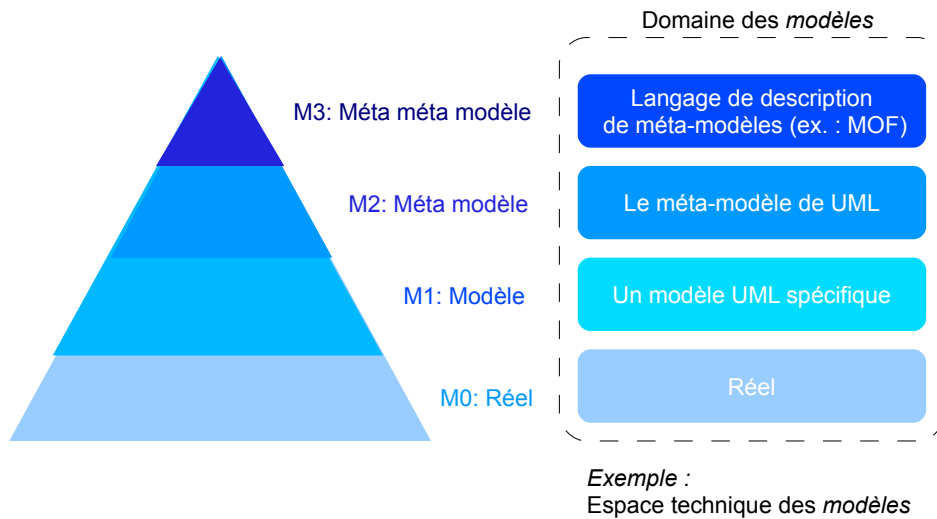 Domaine des modèles
M3: Méta méta modèle
Langage de description
de méta-modèles (ex. : MOF)
M2: Méta modèle
Le méta-modèle de UML
M1: Modèle
Un modèle UML spécifique
M0: Réel
Réel
Exemple :
Espace technique des modèles